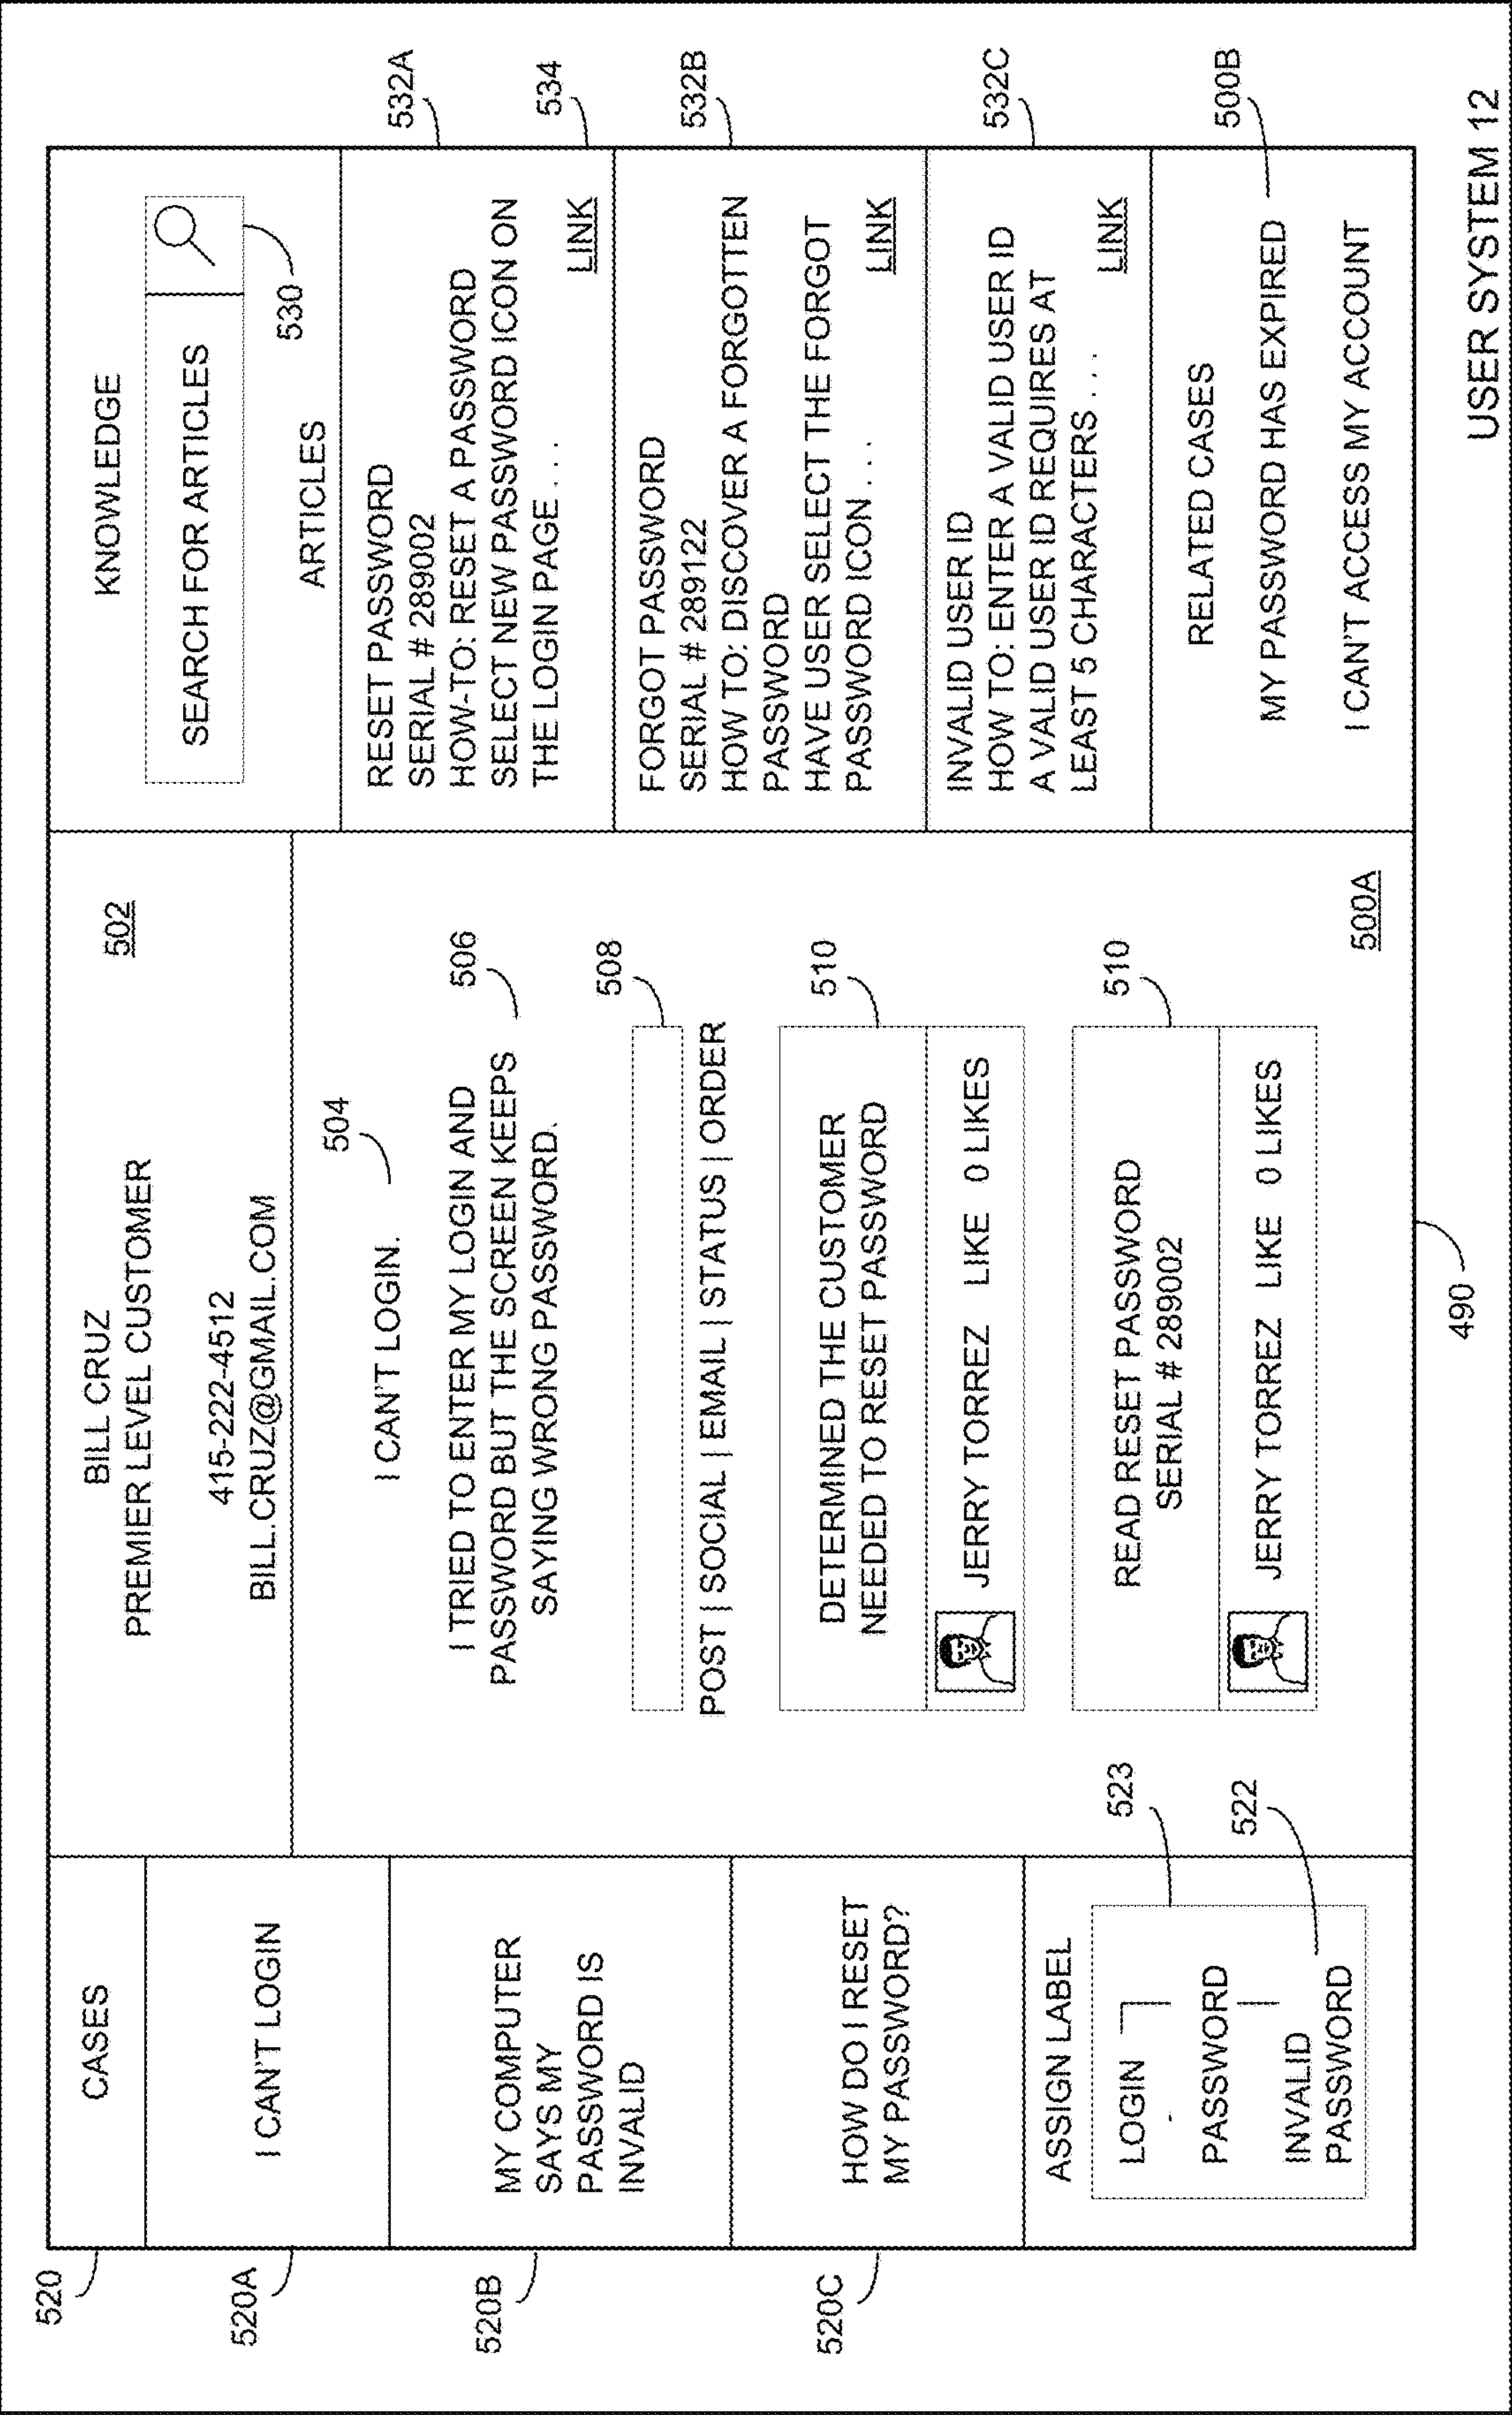 520
CASES
520A
I CAN'T LOGIN
520B
MY COMPUTER
SAYS MY
PASSWORD IS
INVALID
520C
HOW DO I RESET
MY PASSWORD?
ASSIGN LABEL
LOGIN
PASSWORD
INVALID
PASSWORD
523
522
BILL CRUZ
PREMIER LEVEL CUSTOMER
502
415-222-4512
BILL.CRUZ@GMAIL.COM
504
I CAN'T LOGIN.
506
I TRIED TO ENTER MY LOGIN AND
PASSWORD BUT THE SCREEN KEEPS
SAYING WRONG PASSWORD.
508
POST | SOCIAL | EMAIL | STATUS | ORDER
510
DETERMINED THE CUSTOMER
NEEDED TO RESET PASSWORD
JERRY TORREZ LIKE 0 LIKES
510
READ RESET PASSWORD
SERIAL # 289002
JERRY TORREZ LIKE 0 LIKES
500A
KNOWLEDGE
SEARCH FOR ARTICLES
530
ARTICLES
532A
RESET PASSWORD
SERIAL # 289002
HOW-TO: RESET A PASSWORD
SELECT NEW PASSWORD ICON ON
THE LOGIN PAGE . . .
LINK
534
532B
FORGOT PASSWORD
SERIAL # 289122
HOW TO: DISCOVER A FORGOTTEN
PASSWORD
HAVE USER SELECT THE FORGOT
PASSWORD ICON . . .
LINK
532C
INVALID USER ID
HOW TO: ENTER A VALID USER ID
A VALID USER ID REQUIRES AT
LEAST 5 CHARACTERS . . .
LINK
RELATED CASES
500B
MY PASSWORD HAS EXPIRED
I CAN'T ACCESS MY ACCOUNT
490
USER SYSTEM 12